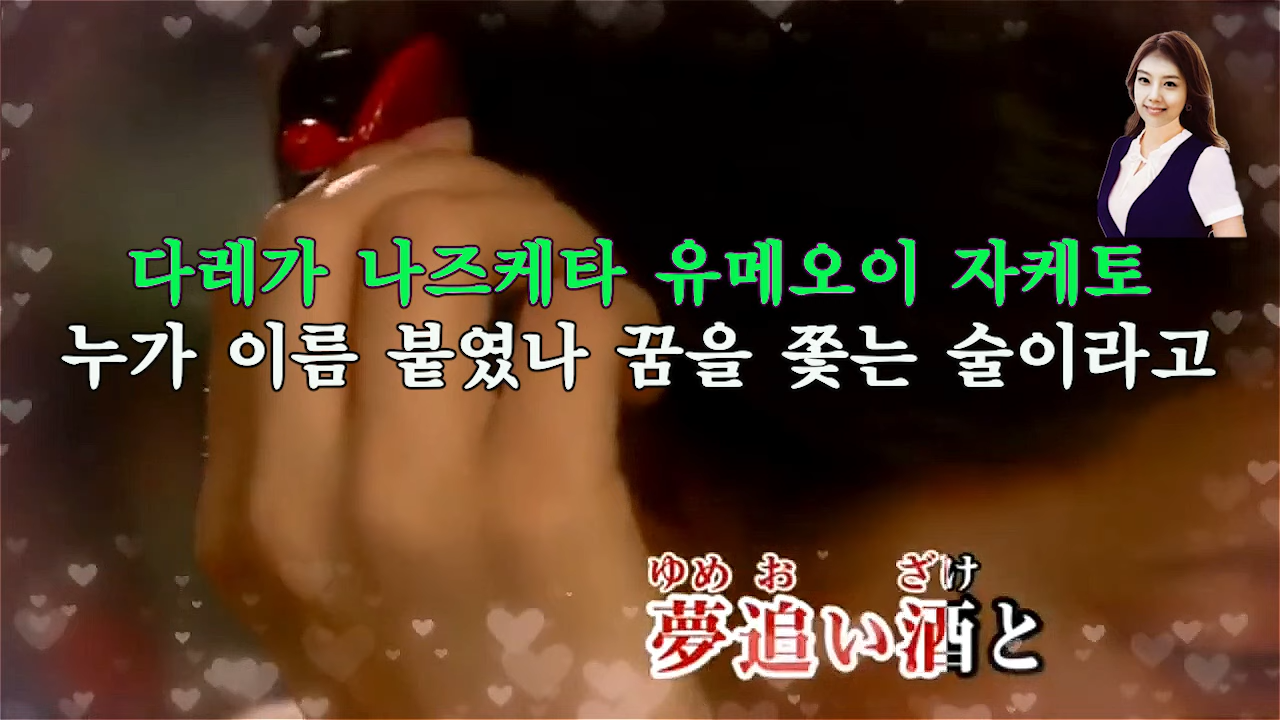 다레가 나즈케타 유메오이 자케토
누가 이름 붙였나 꿈을 쫓는 술이라고
ゆめ お ざけ
夢追い酒と